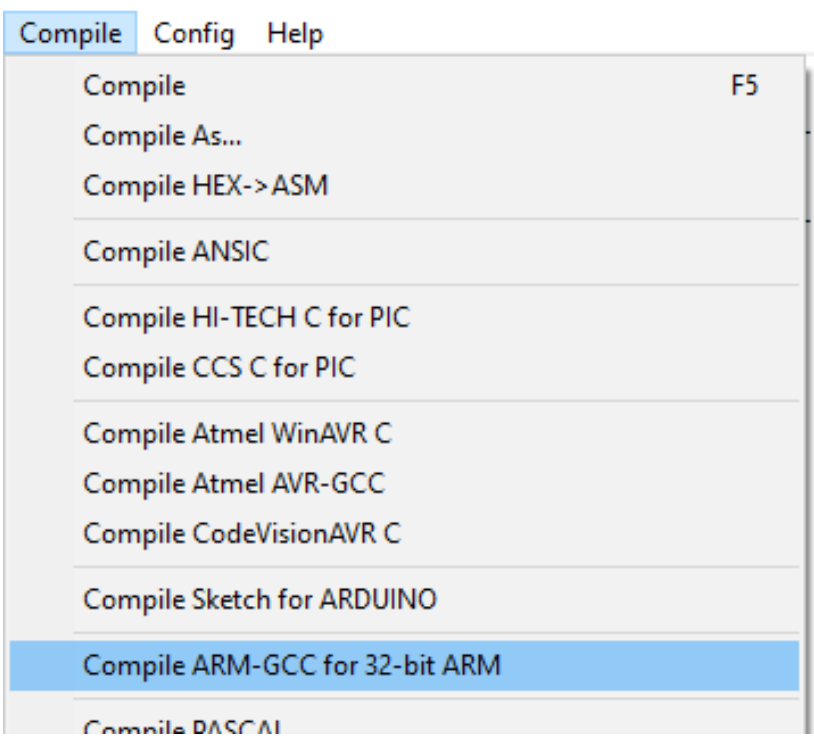 Compile Config Help
Compile F5
Compile As...
Compile HEX->ASM
Compile ANSIC
Compile HI-TECH C for PIC
Compile CCS C for PIC
Compile Atmel WinAVR C
Compile Atmel AVR-GCC
Compile CodeVisionAVR C
Compile Sketch for ARDUINO
Compile ARM-GCC for 32-bit ARM
Compile PASCAL